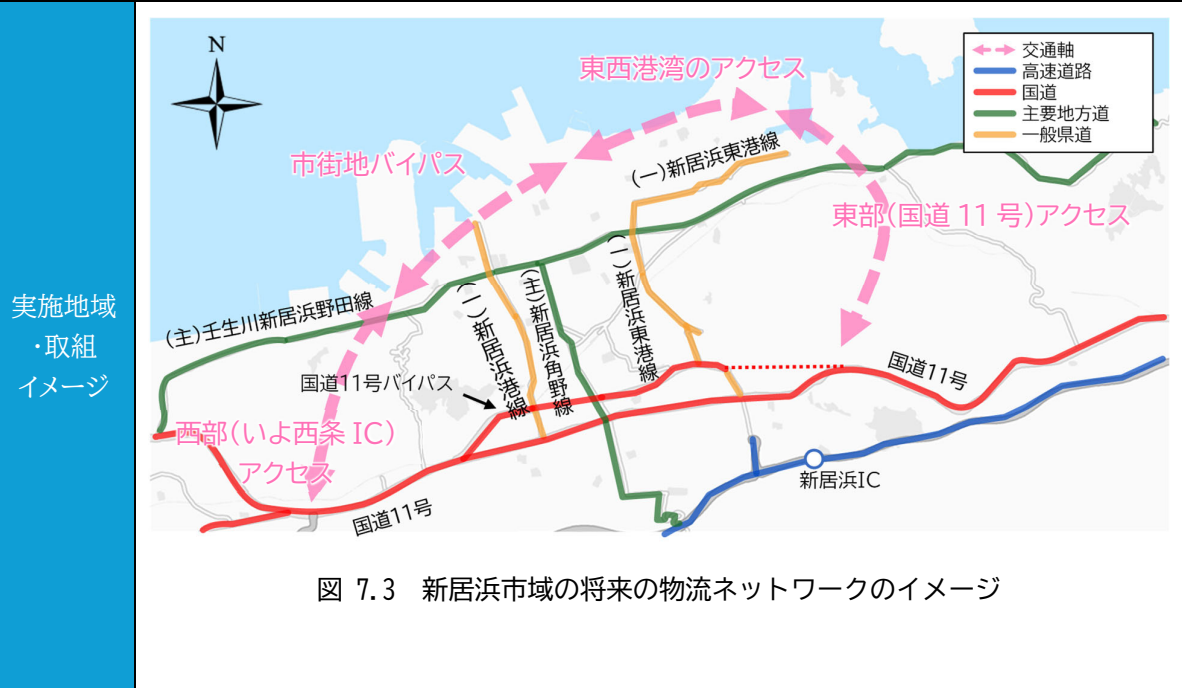 実施地域
・取組
イメージ
N
東西港湾のアクセス
交通軸
高速道路
国道
主要地方道
一般県道
市街地バイパス
(一)新居浜東港線
東部(国道 11 号)アクセス
(主)壬生川新居浜野田線
(一)新居浜港線
(主)新居浜角野線
(一)新居浜東港線
国道11号バイパス
国道11号
西部(いよ西条 IC)
アクセス
新居浜IC
国道11号
図 7.3 新居浜市域の将来の物流ネットワークのイメージ